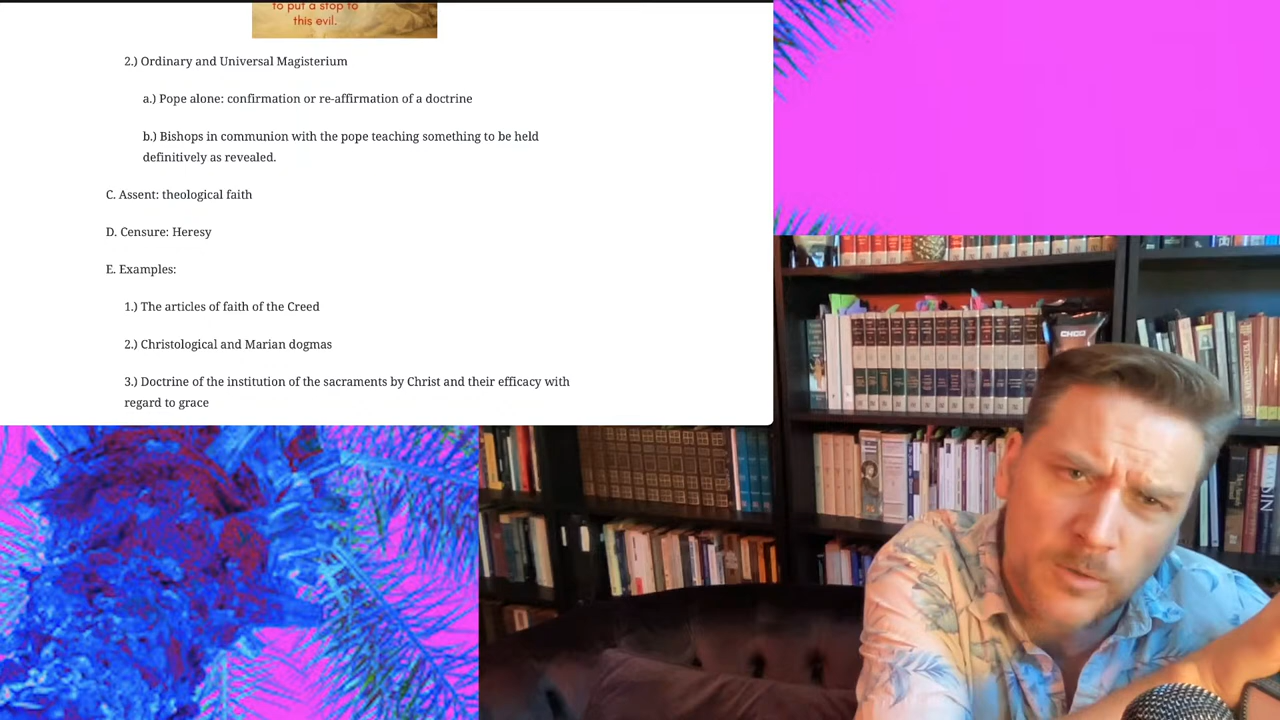 to put a stop to
this evil.
2.) Ordinary and Universal Magisterium
a.) Pope alone: confirmation or re-affirmation of a doctrine
b.) Bishops in communion with the pope teaching something to be held
definitively as revealed.
C. Assent: theological faith
D. Censure: Heresy
E. Examples:
1.) The articles of faith of the Creed
2.) Christological and Marian dogmas
3.) Doctrine of the institution of the sacraments by Christ and their efficacy with
regard to grace